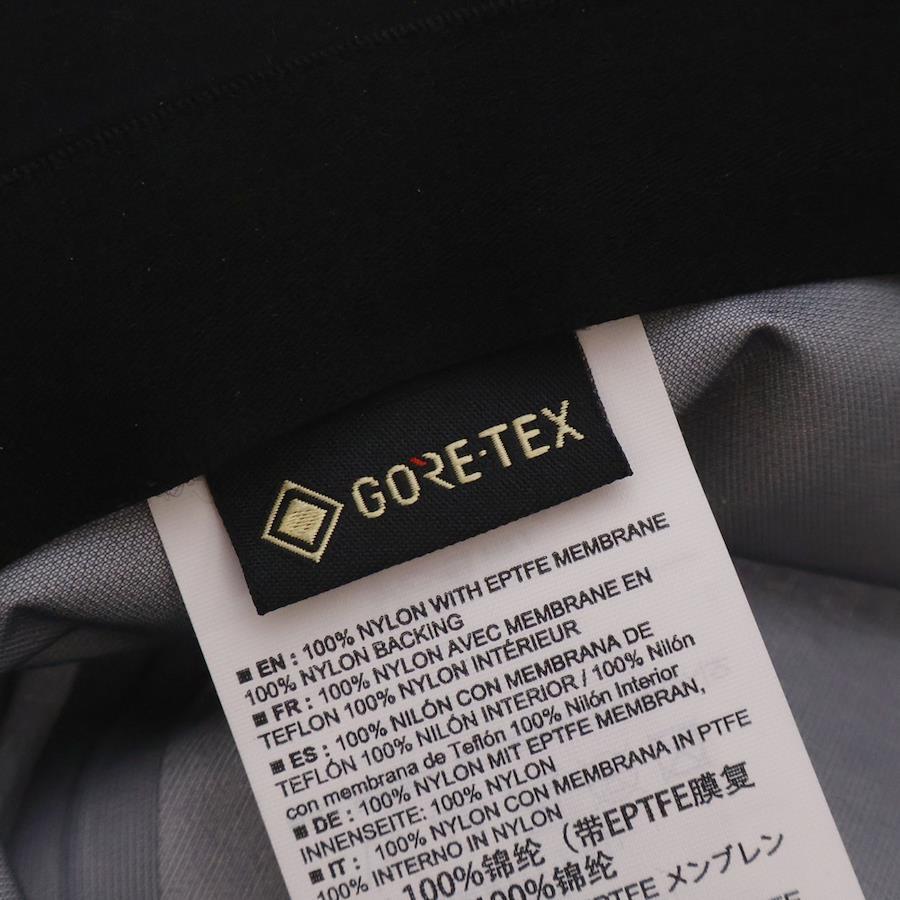 GORE-TEX
■ EN : 100% NYLON WITH EPTFE MEMBRANE
100% NYLON BACKING
■ FR : 100% NYLON AVEC MEMBRANE EN
TEFLON 100% NYLON INTÉRIEUR
■ ES : 100% NILÓN CON MEMBRANA DE
TEFLÓN 100% NILÓN INTERIOR / 100% Nilón
con membrana de Teflón 100% Nilón Interior
■ DE : 100% NYLON MIT EPTFE MEMBRAN,
INNENSEITE: 100% NYLON
■ IT : 100% NYLON CON MEMBRANA IN PTFE
100% INTERNO IN NYLON
100%锦纶（带EPTFE膜复
100%锦纶
PTFE メンブレン